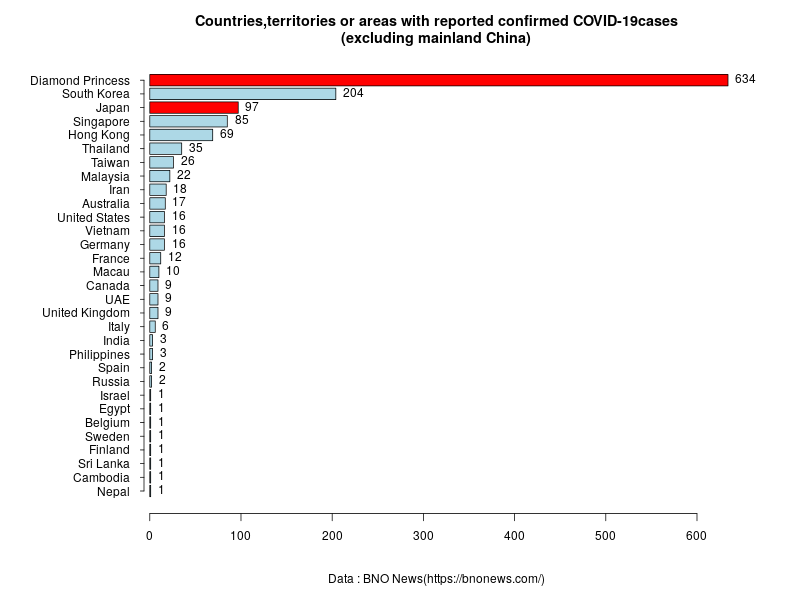 Countries,territories or areas with reported confirmed COVID-19cases
(excluding mainland China)
Diamond Princess 634
South Korea 204
Japan 97
Singapore 85
Hong Kong 69
Thailand 35
Taiwan 26
Malaysia 22
Iran 18
Australia 17
United States 16
Vietnam 16
Germany 16
France 12
Macau 10
Canada 9
UAE 9
United Kingdom 9
Italy 6
India 3
Philippines 3
Spain 2
Russia 2
Israel 1
Egypt 1
Belgium 1
Sweden 1
Finland 1
Sri Lanka 1
Cambodia 1
Nepal 1
0 100 200 300 400 500 600
Data : BNO News(https://bnonews.com/)